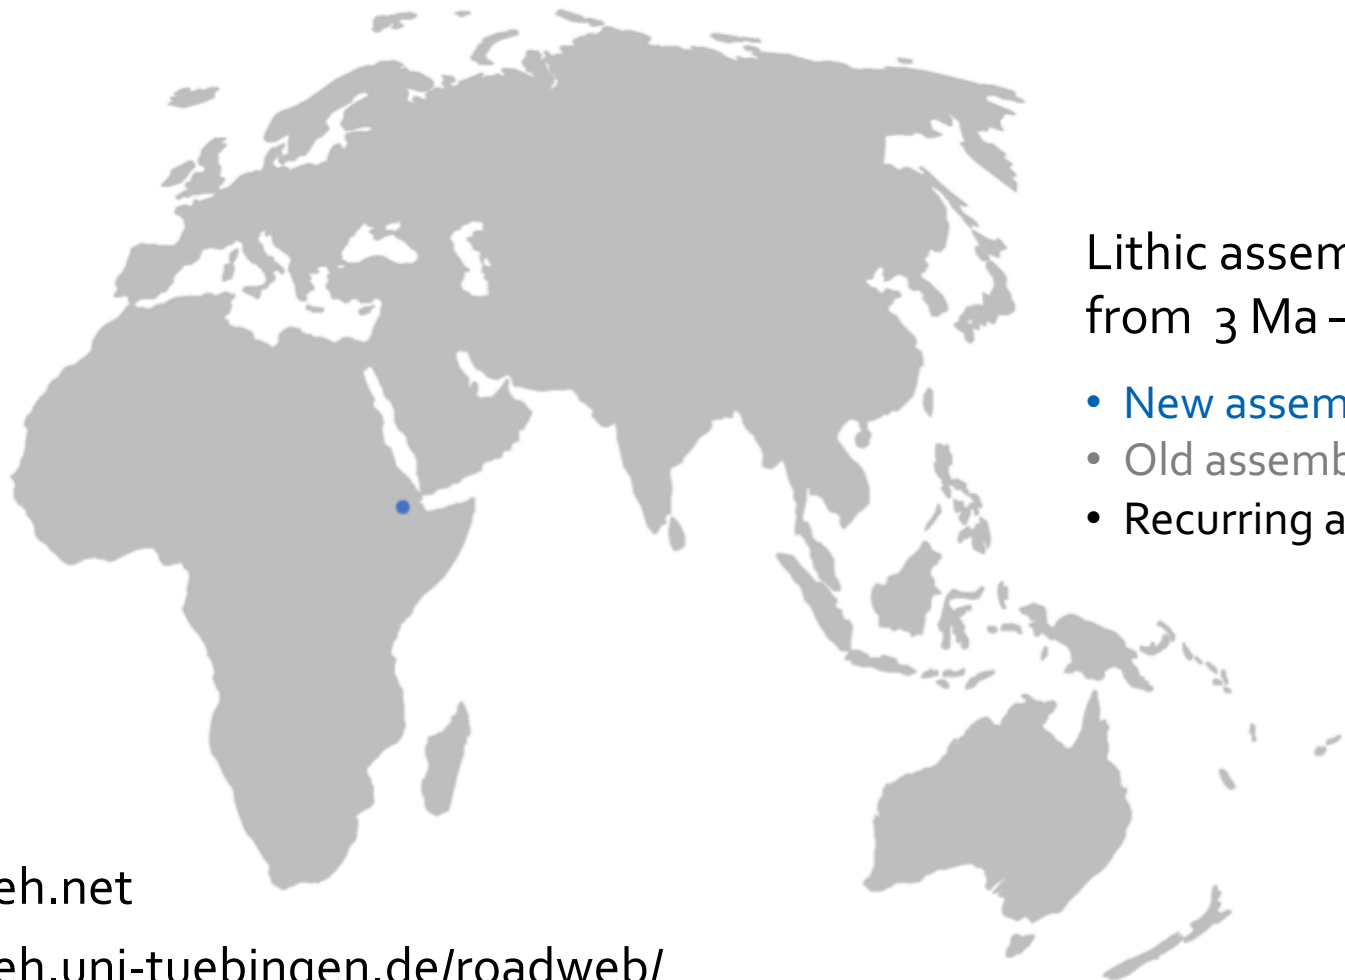 Lithic assem
from 3 Ma –
• New assem
• Old assemb
• Recurring a
eh.net
eh.uni-tuebingen.de/roadweb/